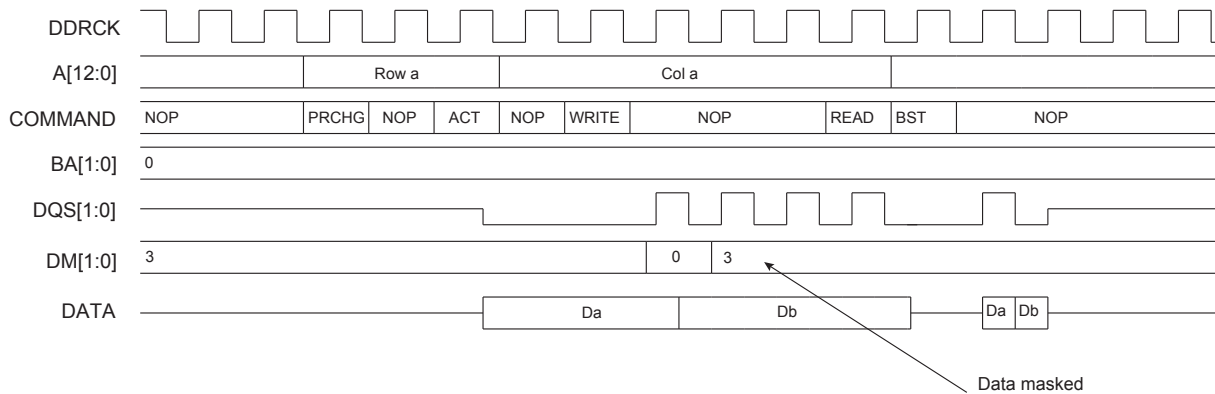 DDRCK
A[12:0] Row a Col a
COMMAND NOP PRCHG NOP ACT NOP WRITE NOP READ BST NOP
BA[1:0] 0
DQS[1:0]
DM[1:0] 3 0 3
DATA Da Db Da Db
Data masked